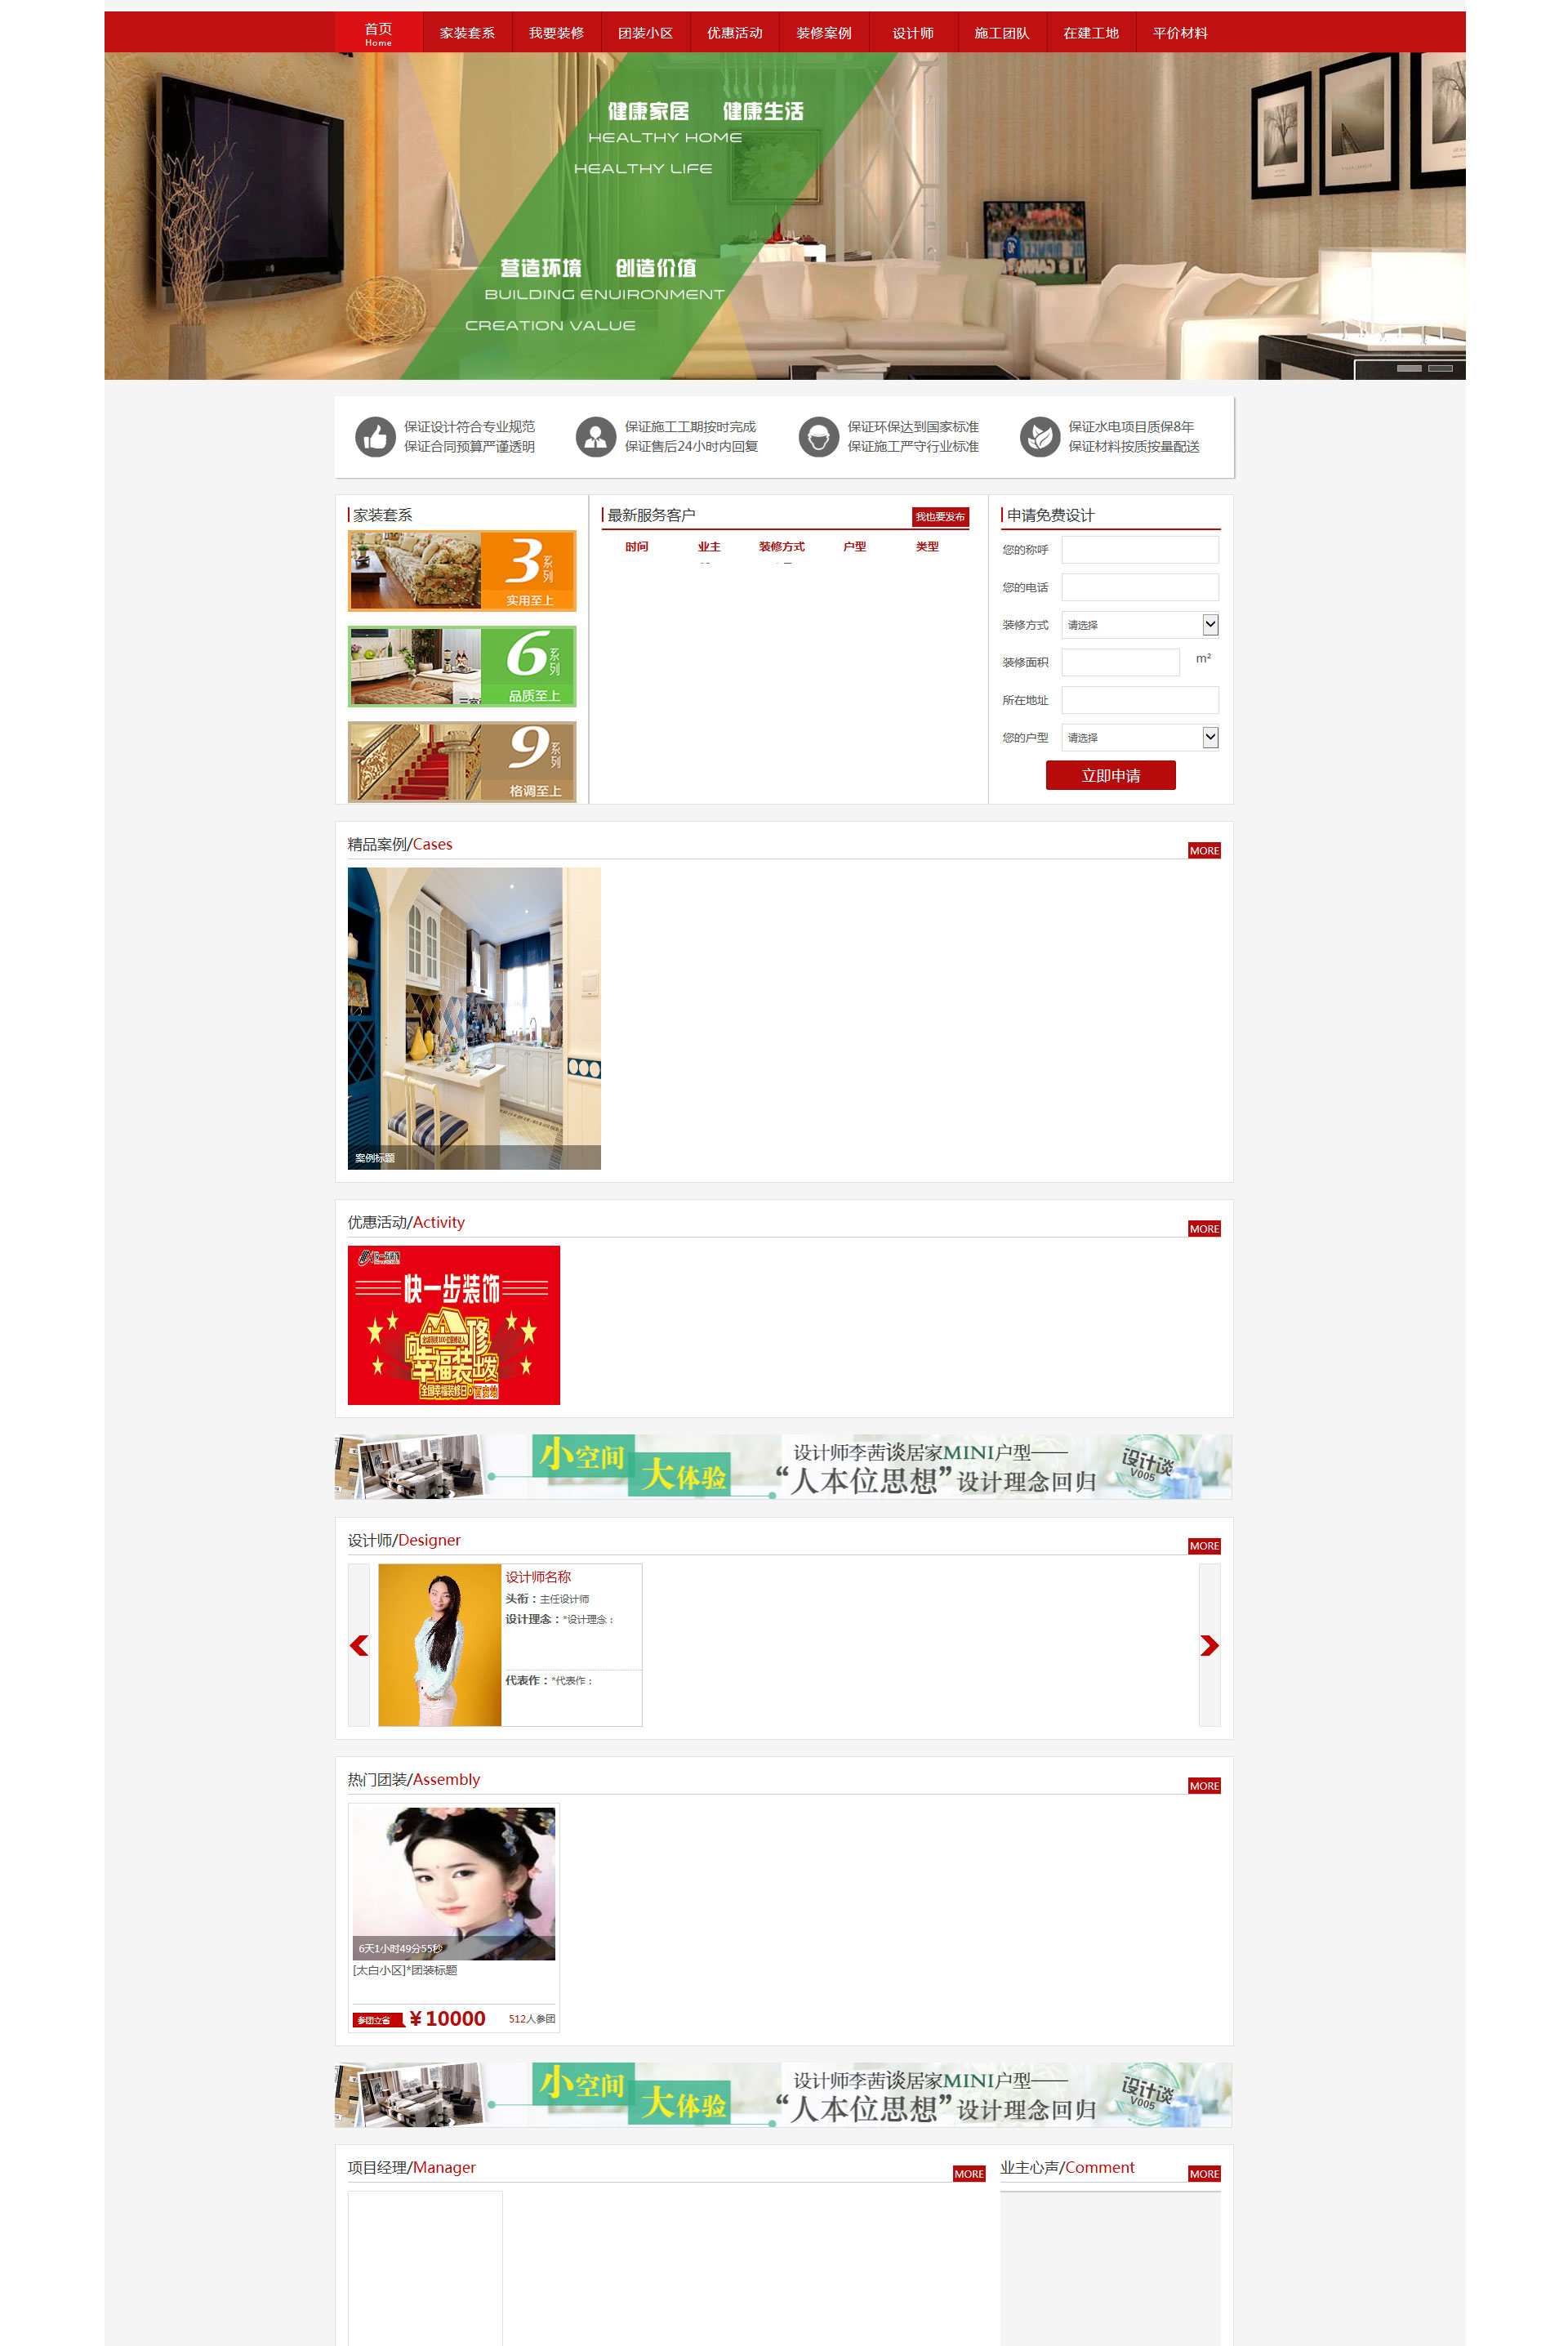 首页
Home
家装套系
我要装修
团装小区
优惠活动
装修案例
设计师
施工团队
在建工地
平价材料
健康家居 健康生活
HEALTHY HOME
HEALTHY LIFE
营造环境 创造价值
BUILDING ENUIRONMENT
CREATION VALUE
保证设计符合专业规范
保证合同预算严谨透明
保证施工工期按时完成
保证售后24小时内回复
保证环保达到国家标准
保证施工严守行业标准
保证水电项目质保8年
保证材料按质按量配送
家装套系
3系列
实用至上
6系列
品质至上
9系列
格调至上
最新服务客户
我也要发布
时间 业主 装修方式 户型 类型
申请免费设计
您的称呼
您的电话
装修方式 请选择
装修面积 m²
所在地址
您的户型 请选择
立即申请
精品案例/Cases
MORE
案例标题
优惠活动/Activity
MORE
快一步装饰
向幸福装修出发
小空间
大体验
设计师李茜谈居家MINI户型——
“人本位思想”设计理念回归
设计谈
V005
设计师/Designer
MORE
设计师名称
头衔：主任设计师
设计理念：*设计理念：
代表作：*代表作：
热门团装/Assembly
MORE
6天1小时49分55秒
[太白小区]*团装标题
参团立省 ¥10000 512人参团
小空间
大体验
设计师李茜谈居家MINI户型——
“人本位思想”设计理念回归
设计谈
V005
项目经理/Manager
MORE
业主心声/Comment
MORE